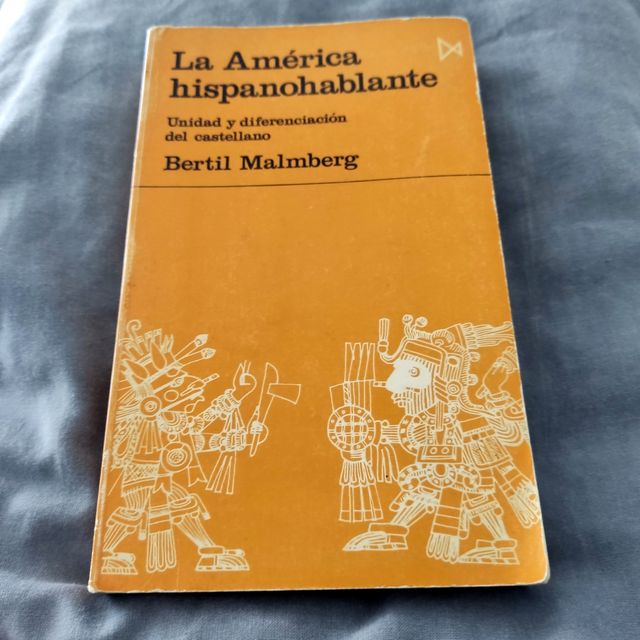 La América
hispanohablante
Unidad y diferenciación
del castellano
Bertil Malmberg